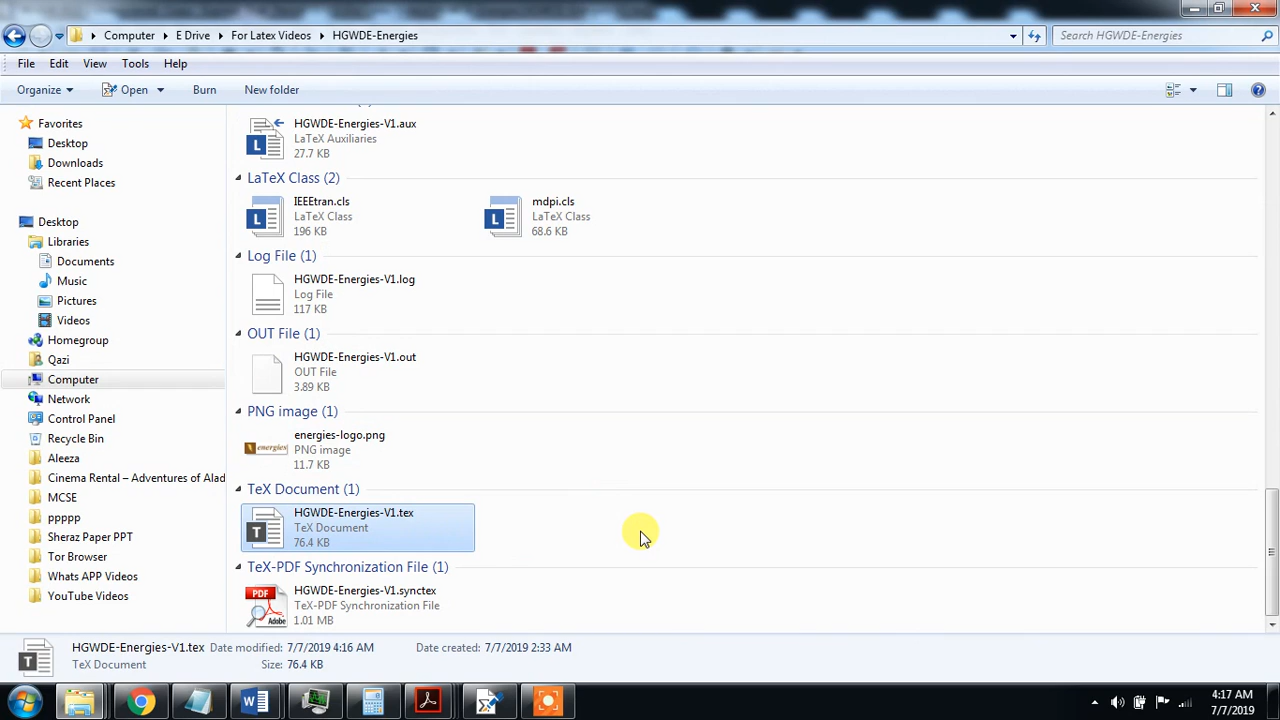 Computer E Drive For Latex Videos HGWDE-Energies
Search HGWDE-Energies
File Edit View Tools Help
Organize Open Burn New folder
Favorites
Desktop
Downloads
Recent Places
Desktop
Libraries
Documents
Music
Pictures
Videos
Homegroup
Qazi
Computer
Network
Control Panel
Recycle Bin
Aleeza
Cinema Rental – Adventures of Alad
MCSE
ppppp
Sheraz Paper PPT
Tor Browser
Whats APP Videos
YouTube Videos
HGWDE-Energies-V1.aux
LaTeX Auxiliaries
27.7 KB
LaTeX Class (2)
IEEEtran.cls
LaTeX Class
196 KB
mdpi.cls
LaTeX Class
68.6 KB
Log File (1)
HGWDE-Energies-V1.log
Log File
117 KB
OUT File (1)
HGWDE-Energies-V1.out
OUT File
3.89 KB
PNG image (1)
energies
energies-logo.png
PNG image
11.7 KB
TeX Document (1)
HGWDE-Energies-V1.tex
TeX Document
76.4 KB
TeX-PDF Synchronization File (1)
PDF
Adobe
HGWDE-Energies-V1.synctex
TeX-PDF Synchronization File
1.01 MB
HGWDE-Energies-V1.tex Date modified: 7/7/2019 4:16 AM Date created: 7/7/2019 2:33 AM
TeX Document Size: 76.4 KB
4:17 AM
7/7/2019